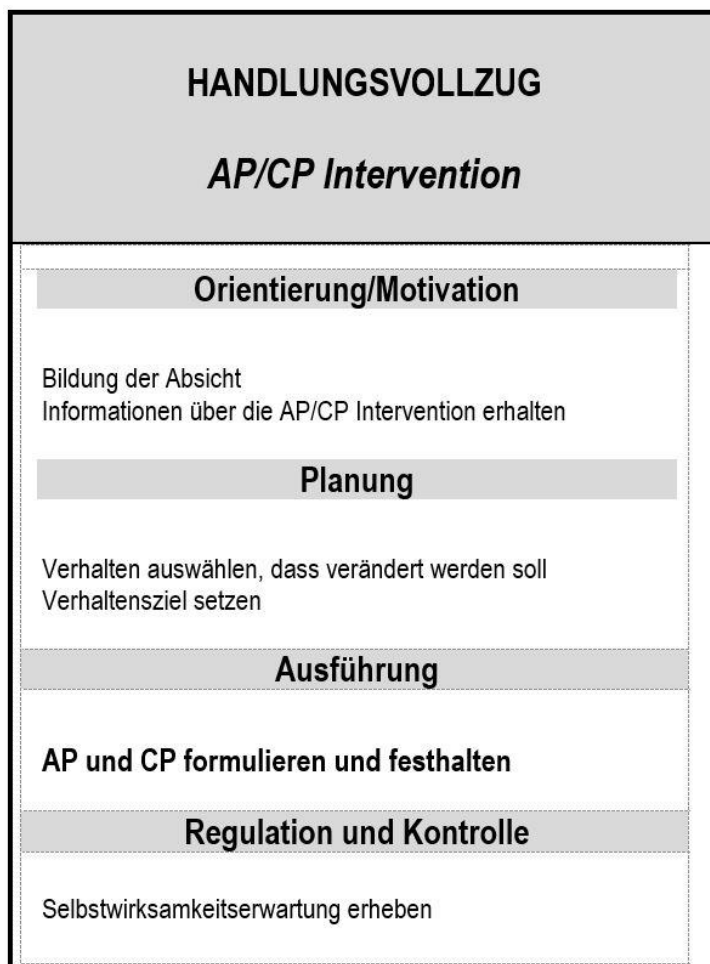 HANDLUNGSVOLLZUG
AP/CP Intervention
Orientierung/Motivation
Bildung der Absicht
Informationen über die AP/CP Intervention erhalten
Planung
Verhalten auswählen, dass verändert werden soll
Verhaltensziel setzen
Ausführung
AP und CP formulieren und festhalten
Regulation und Kontrolle
Selbstwirksamkeitserwartung erheben